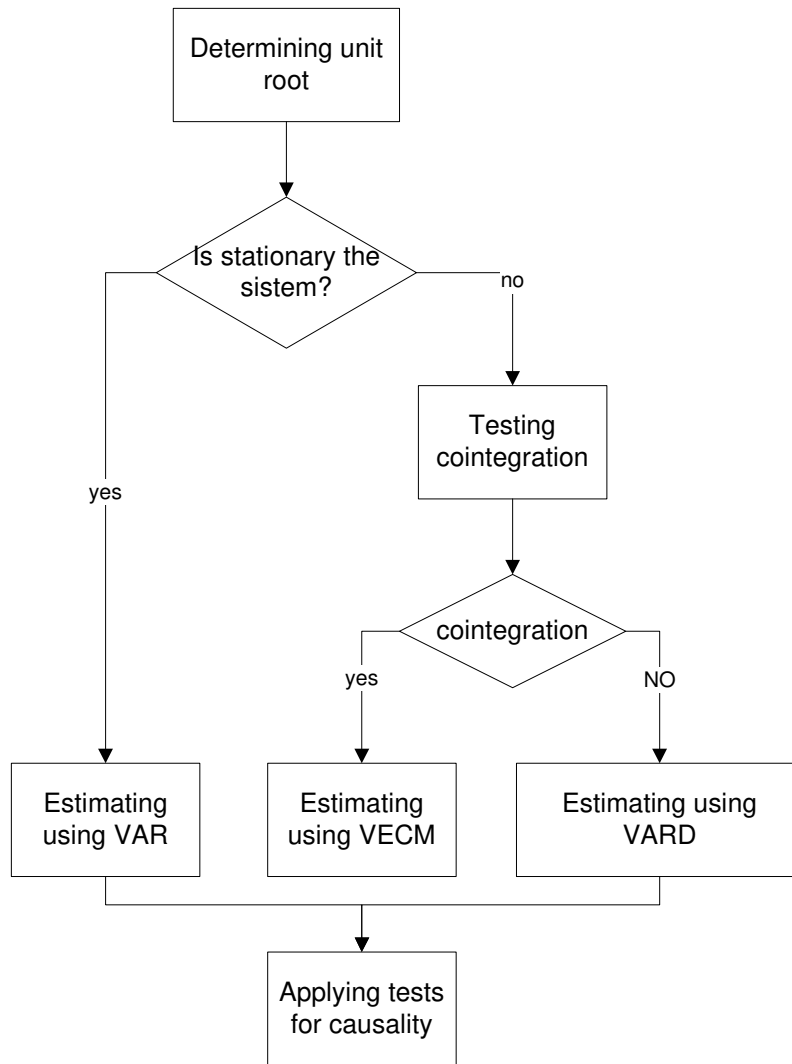 Determining unit
root
Is stationary the
sistem?
no
Testing
cointegration
yes
cointegration
yes
NO
Estimating
using VAR
Estimating
using VECM
Estimating using
VARD
Applying tests
for causality